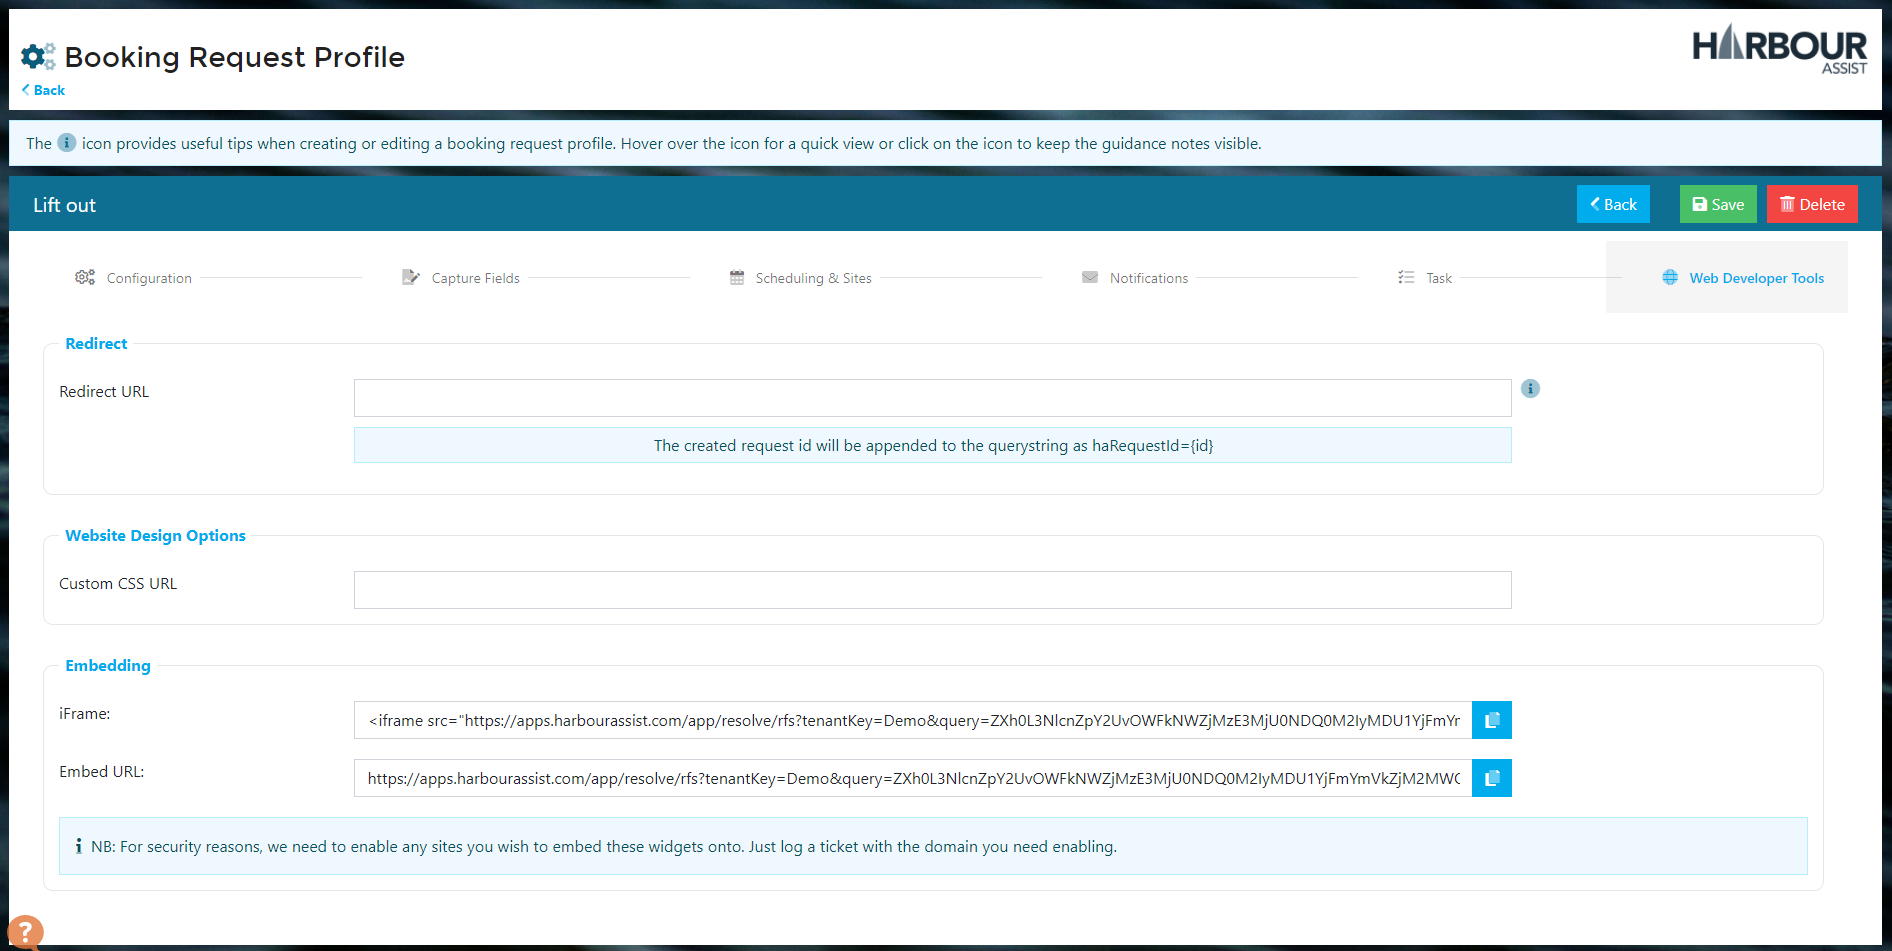 Booking Request Profile
Back
HARBOUR
ASSIST
The i icon provides useful tips when creating or editing a booking request profile. Hover over the icon for a quick view or click on the icon to keep the guidance notes visible.
Lift out
Back
Save
Delete
Configuration
Capture Fields
Scheduling & Sites
Notifications
Task
Web Developer Tools
Redirect
Redirect URL
i
The created request id will be appended to the querystring as haRequestId={id}
Website Design Options
Custom CSS URL
Embedding
iFrame:
<iframe src="https://apps.harbourassist.com/app/resolve/rfs?tenantKey=Demo&query=ZXh0L3NlcnZpY2UvOWFkNWZjMzE3MjU0NDQ0M2IyMDU1YjFmYr
Embed URL:
https://apps.harbourassist.com/app/resolve/rfs?tenantKey=Demo&query=ZXh0L3NlcnZpY2UvOWFkNWZjMzE3MjU0NDQ0M2IyMDU1YjFmYmVkZjM2MWC
i NB: For security reasons, we need to enable any sites you wish to embed these widgets onto. Just log a ticket with the domain you need enabling.
?